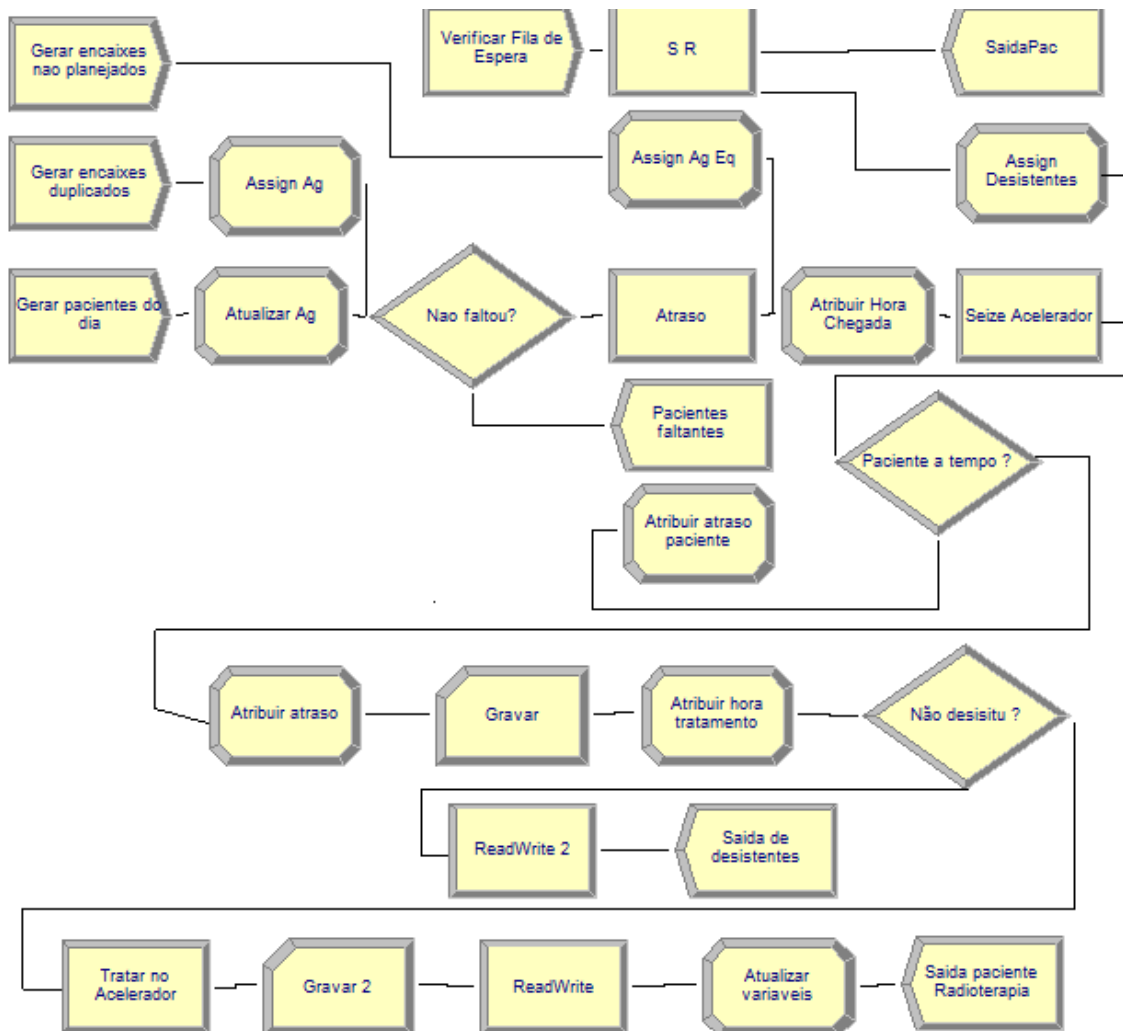 Gerar encaixes
nao planejados
Verificar Fila de
Espera
S R
SaidaPac
Gerar encaixes
duplicados
Assign Ag
Assign Ag Eq
Assign
Desistentes
Gerar pacientes do
dia
Atualizar Ag
Nao faltou?
Atraso
Atribuir Hora
Chegada
Seize Acelerador
Pacientes
faltantes
Paciente a tempo ?
Atribuir atraso
paciente
Atribuir atraso
Gravar
Atribuir hora
tratamento
Não desisitu ?
ReadWrite 2
Saida de
desistentes
Tratar no
Acelerador
Gravar 2
ReadWrite
Atualizar
variaveis
Saida paciente
Radioterapia